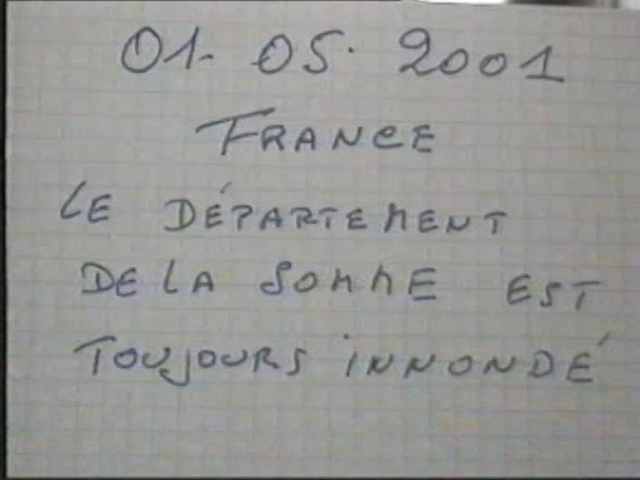 01. 05. 2001
FRANCE
LE DÉPARTEMENT
DE LA SOMME EST
TOUJOURS INNONDÉ